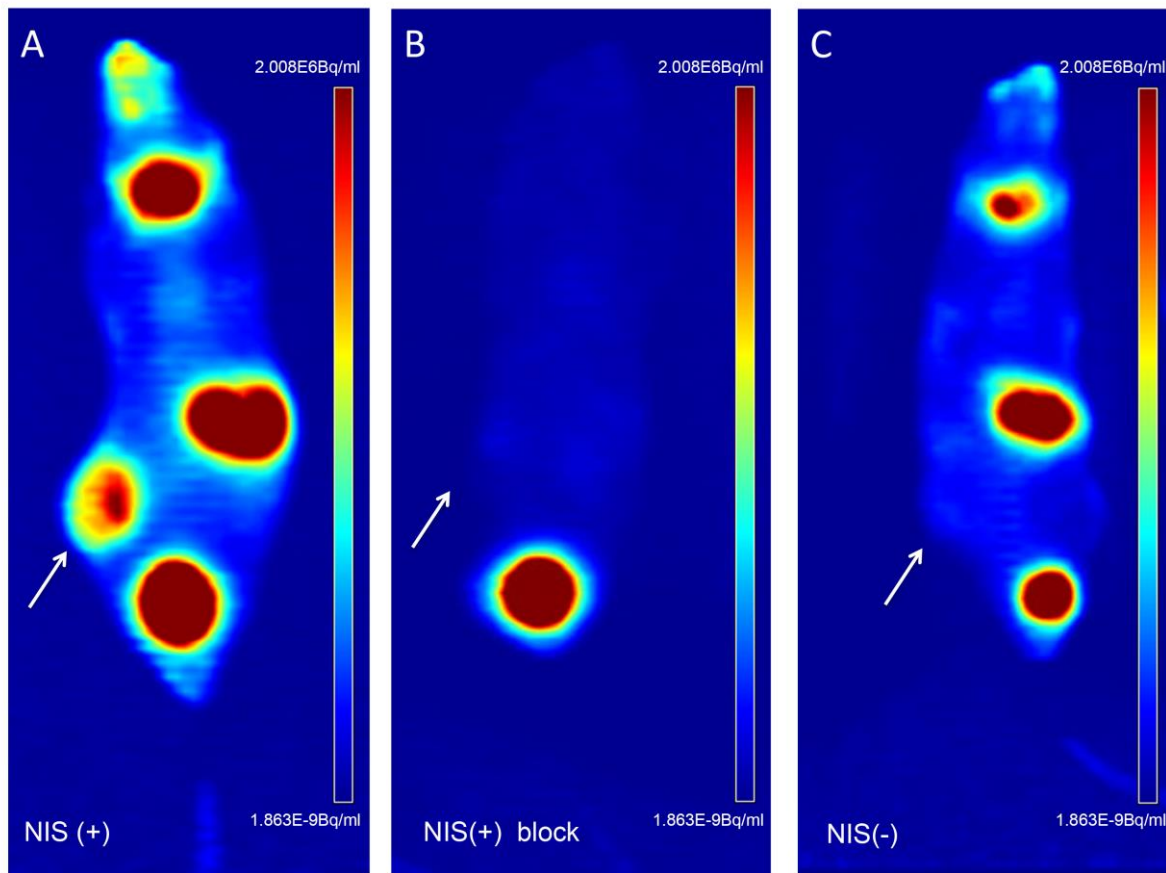 A
2.008E6Bq/ml
1.863E-9Bq/ml
NIS (+)
B
2.008E6Bq/ml
1.863E-9Bq/ml
NIS(+) block
C
2.008E6Bq/ml
1.863E-9Bq/ml
NIS(-)